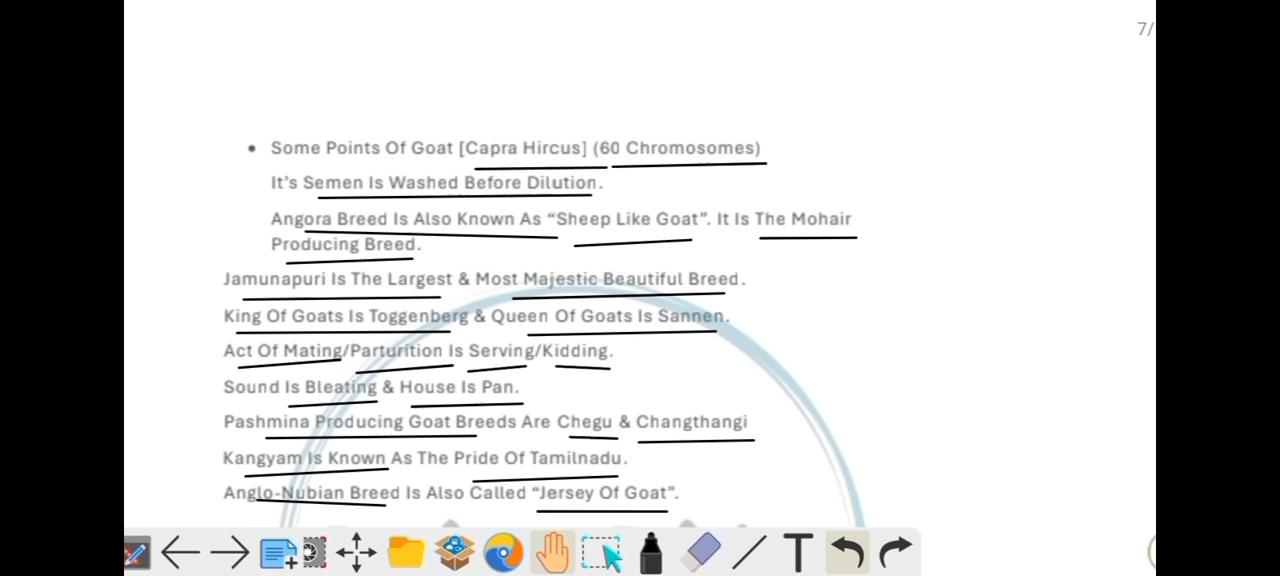 7/
• Some Points Of Goat [Capra Hircus] (60 Chromosomes)
It's Semen Is Washed Before Dilution.
Angora Breed Is Also Known As “Sheep Like Goat”. It Is The Mohair
Producing Breed.
Jamunapuri Is The Largest & Most Majestic Beautiful Breed.
King Of Goats Is Toggenberg & Queen Of Goats Is Sannen.
Act Of Mating/Parturition Is Serving/Kidding.
Sound Is Bleating & House Is Pan.
Pashmina Producing Goat Breeds Are Chegu & Changthangi
Kangyam Is Known As The Pride Of Tamilnadu.
Anglo-Nubian Breed Is Also Called “Jersey Of Goat”.
T